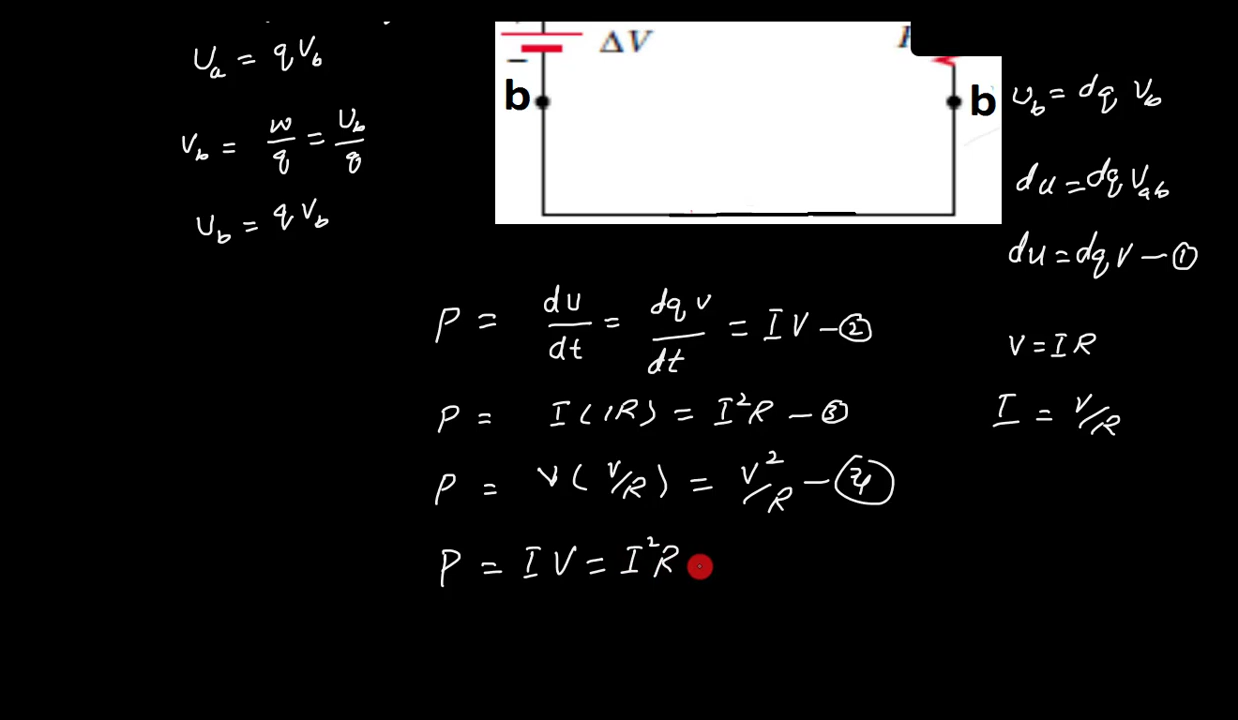 Ua = qVb
Vb = w/q = Ub/q
Ub = qVb
− ΔV
b
b
Ub = dq Vb
du = dq Vab
du = dq V — ①
P = du/dt = dq v/dt = IV — ②
V = IR
P = I(IR) = I²R — ③
I = V/R
P = V(V/R) = V²/R — ④
P = IV = I²R